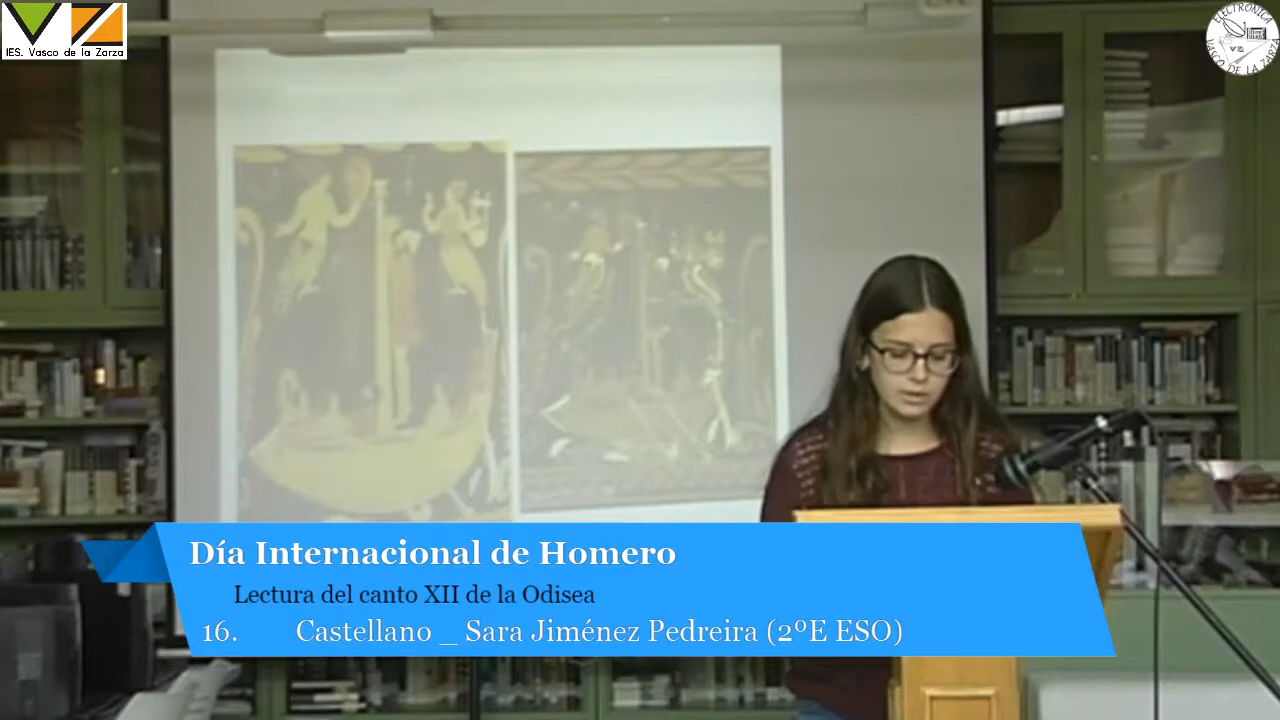 IES. Vasco de la Zarza
ELECTRÓNICA
VASCO DE LA ZARZA
Día Internacional de Homero
Lectura del canto XII de la Odisea
16. Castellano _ Sara Jiménez Pedreira (2ºE ESO)